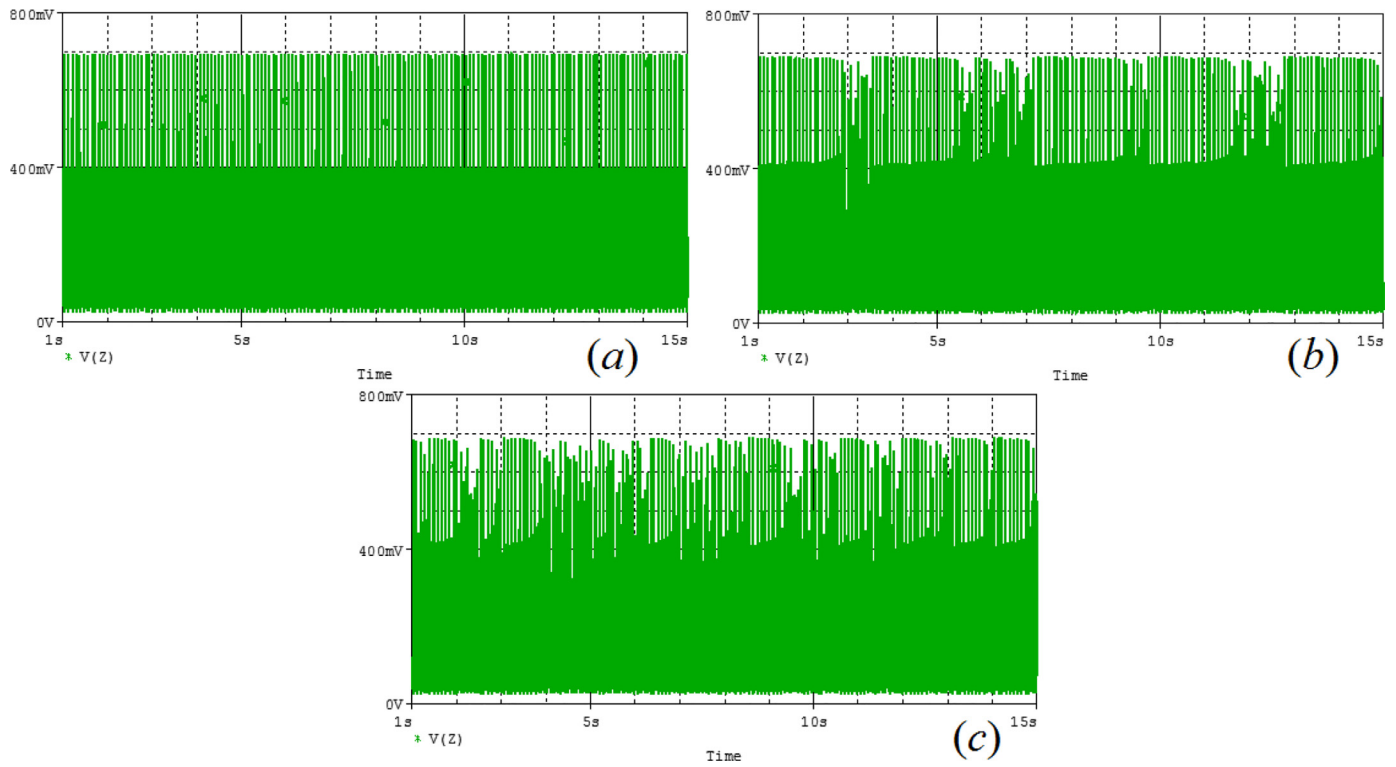 800mV
400mV
0V
1s 5s 10s 15s
V(Z)
Time
(a)
800mV
400mV
0V
1s 5s 10s 15s
V(Z)
Time
(b)
800mV
400mV
0V
1s 5s 10s 15s
V(Z)
Time
(c)